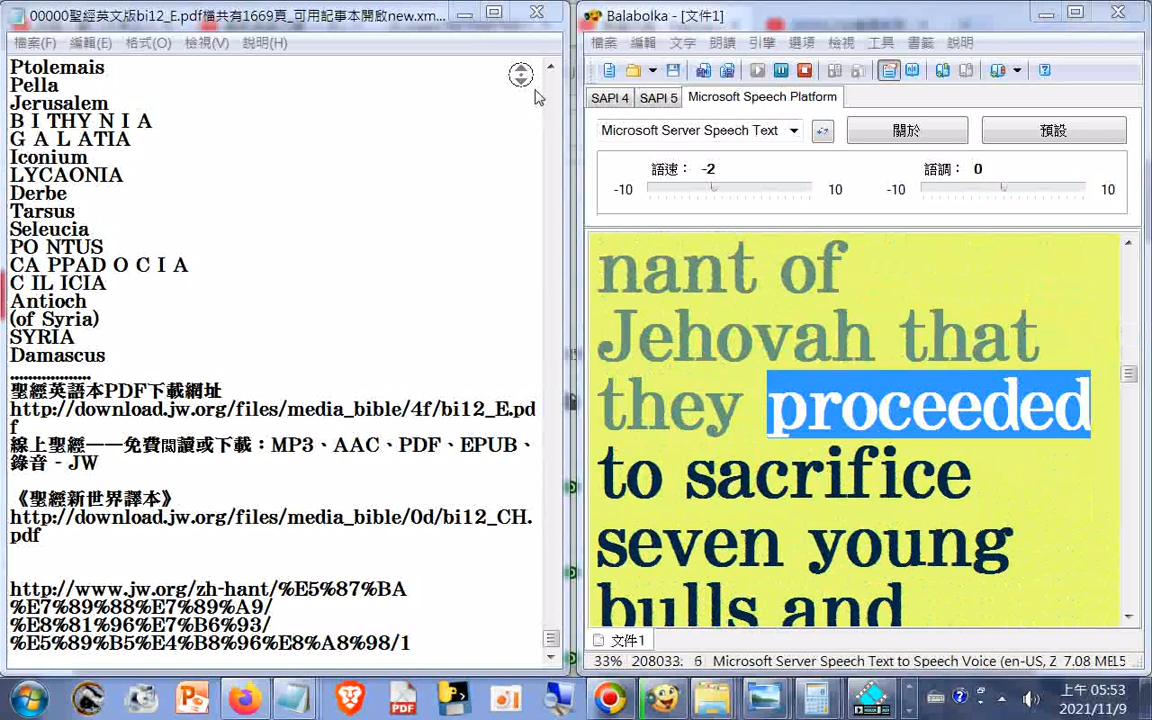 00000聖經英文版bi12_E.pdf檔共有1669頁_可用記事本開啟new.xm...
檔案(F) 編輯(E) 格式(O) 檢視(V) 說明(H)
Ptolemais
Pella
Jerusalem
B I THY N I A
G A L ATIA
Iconium
LYCAONIA
Derbe
Tarsus
Seleucia
PO NTUS
CA PPAD O C I A
C IL ICIA
Antioch
(of Syria)
SYRIA
Damascus
..................
聖經英語本PDF下載網址
http://download.jw.org/files/media_bible/4f/bi12_E.pd
f
線上聖經——免費閱讀或下載：MP3、AAC、PDF、EPUB、
錄音 - JW
《聖經新世界譯本》
http://download.jw.org/files/media_bible/0d/bi12_CH.
pdf
http://www.jw.org/zh-hant/%E5%87%BA
%E7%89%88%E7%89%A9/
%E8%81%96%E7%B6%93/
%E5%89%B5%E4%B8%96%E8%A8%98/1
Balabolka - [文件1]
檔案 編輯 文字 朗讀 引擎 選項 檢視 工具 書籤 說明
SAPI 4 SAPI 5 Microsoft Speech Platform
Microsoft Server Speech Text 關於 預設
語速： -2 語調： 0
-10 10 -10 10
nant of
Jehovah that
they proceeded
to sacrifice
seven young
bulls and
文件1
33% 208033: 6 Microsoft Server Speech Text to Speech Voice (en-US, Z 7.08 ME15
PDF
上午 05:53
2021/11/9